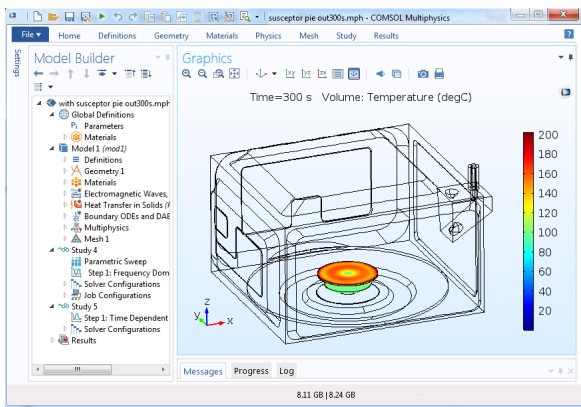 susceptor pie out300s.mph - COMSOL Multiphysics
File Home Definitions Geometry Materials Physics Mesh Study Results
Settings
Model Builder
with susceptor pie out300s.mph
Global Definitions
Pi Parameters
Materials
Model 1 (mod1)
Definitions
Geometry 1
Materials
Electromagnetic Waves,
Heat Transfer in Solids (
Boundary ODEs and DAE
Multiphysics
Mesh 1
Study 4
Parametric Sweep
Step 1: Frequency Dom
Solver Configurations
Job Configurations
Study 5
Step 1: Time Dependent
Solver Configurations
Results
Graphics
xy yz zx
Time=300 s Volume: Temperature (degC)
200
180
160
140
120
100
80
60
40
20
z
y
x
Messages Progress Log
8.11 GB | 8.24 GB